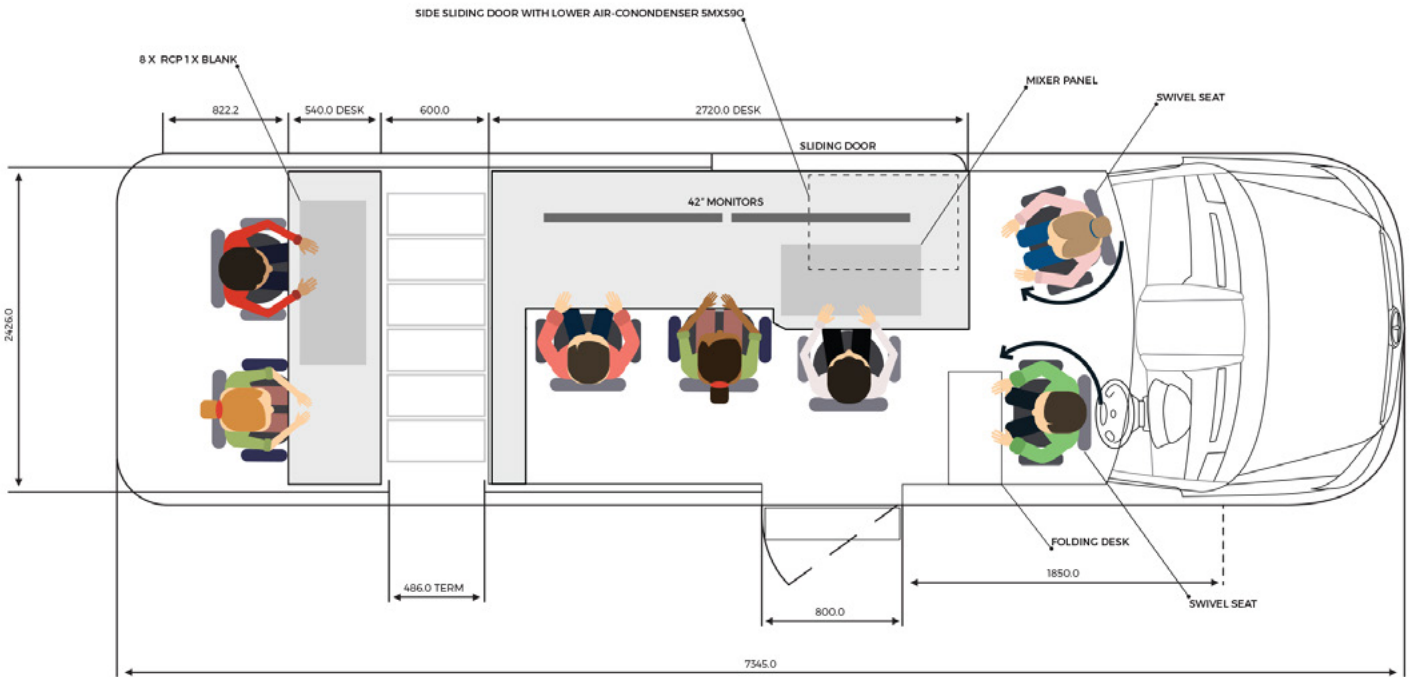 SIDE SLIDING DOOR WITH LOWER AIR-CONONDENSER 5MXS90
8 X RCP 1 X BLANK
MIXER PANEL
SWIVEL SEAT
822.2
540.0 DESK
600.0
2720.0 DESK
SLIDING DOOR
42" MONITORS
2426.0
FOLDING DESK
1850.0
486.0 TERM
800.0
SWIVEL SEAT
7345.0